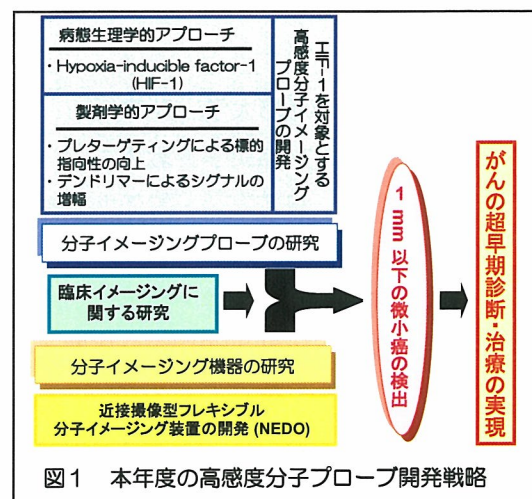 病態生理学的アプローチ
・Hypoxia-inducible factor-1
(HIF-1)
製剤学的アプローチ
・プレターゲティングによる標的
指向性の向上
・デンドリマーによるシグナルの
増幅
HIF-1を対象とする
高感度分子イメージング
プローブの開発
分子イメージングプローブの研究
臨床イメージングに
関する研究
分子イメージング機器の研究
近接撮像型フレキシブル
分子イメージング装置の開発 (NEDO)
1 mm 以下の微小癌の検出
がんの超早期診断・治療の実現
図1 本年度の高感度分子プローブ開発戦略